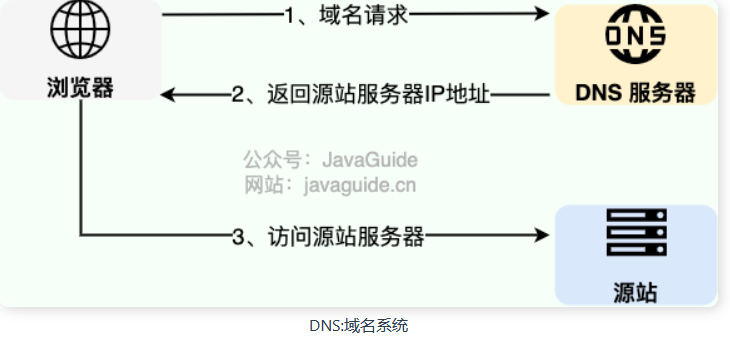 1、域名请求
DNS
浏览器
DNS 服务器
2、返回源站服务器IP地址
公众号：JavaGuide
网站：javaguide.cn
3、访问源站服务器
源站
DNS:域名系统